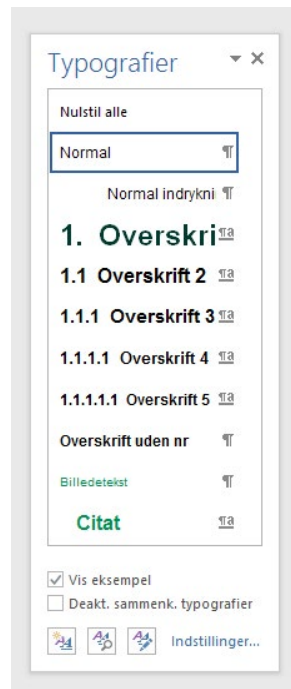 Typografier
Nulstil alle
Normal ¶
Normal indrykni ¶
1. Overskri ¶a
1.1 Overskrift 2 ¶a
1.1.1 Overskrift 3 ¶a
1.1.1.1 Overskrift 4 ¶a
1.1.1.1.1 Overskrift 5 ¶a
Overskrift uden nr ¶
Billedetekst ¶
Citat ¶a
Vis eksempel
Deakt. sammenk. typografier
Indstillinger...